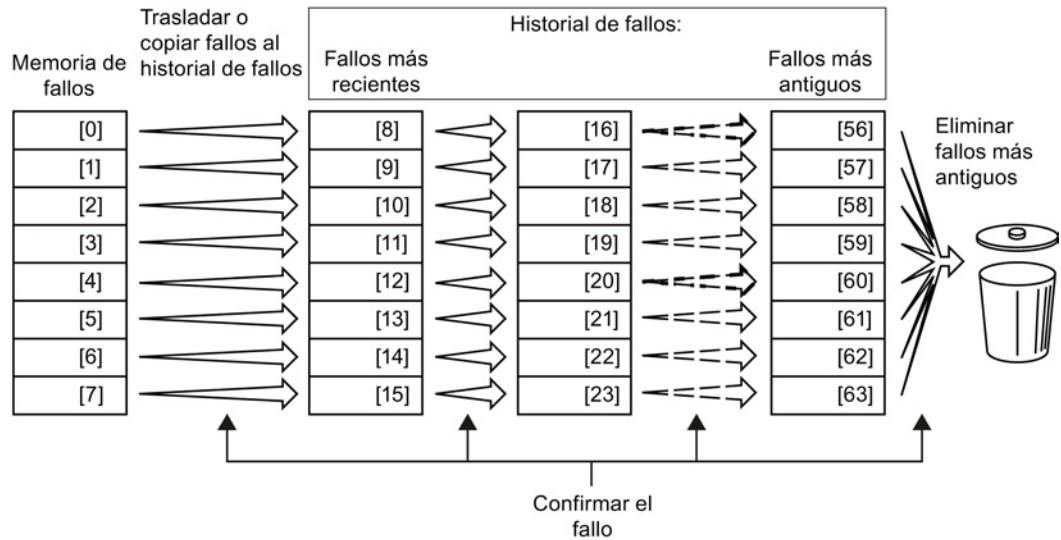 Memoria de
fallos
Trasladar o
copiar fallos al
historial de fallos
Historial de fallos:
Fallos más
recientes
Fallos más
antiguos
[0] [8] [16] [56]
[1] [9] [17] [57]
[2] [10] [18] [58]
[3] [11] [19] [59]
[4] [12] [20] [60]
[5] [13] [21] [61]
[6] [14] [22] [62]
[7] [15] [23] [63]
Eliminar
fallos más
antiguos
Confirmar el
fallo